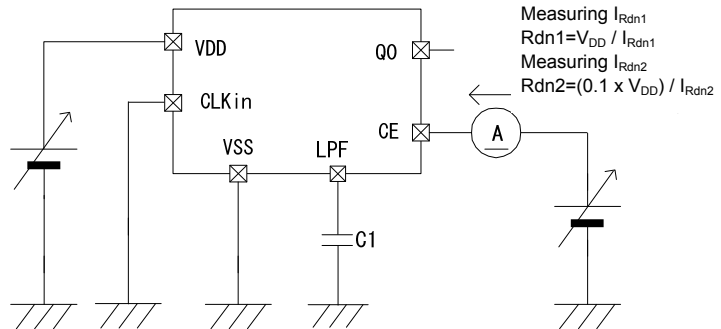 Measuring IRdn1
Rdn1=VDD / IRdn1
Measuring IRdn2
Rdn2=(0.1 x VDD) / IRdn2
VDD
QO
CLKin
CE
A
VSS
LPF
C1